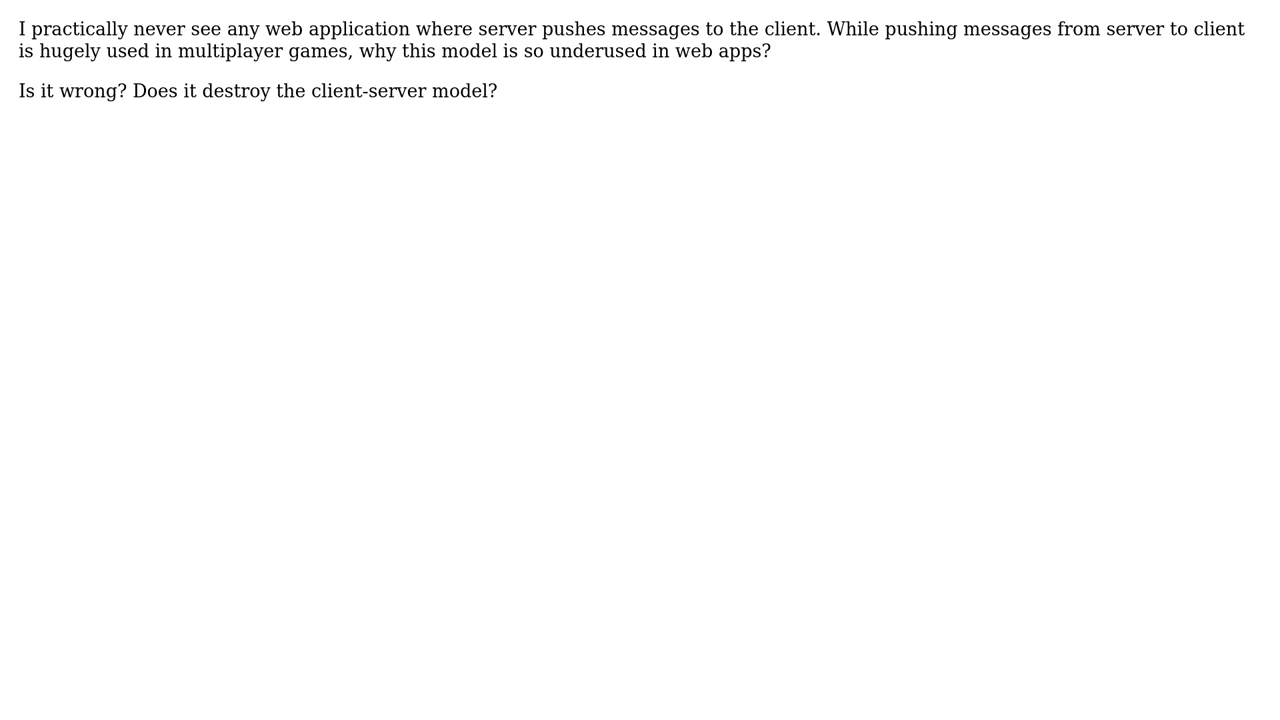 I practically never see any web application where server pushes messages to the client. While pushing messages from server to client
is hugely used in multiplayer games, why this model is so underused in web apps?
Is it wrong? Does it destroy the client-server model?